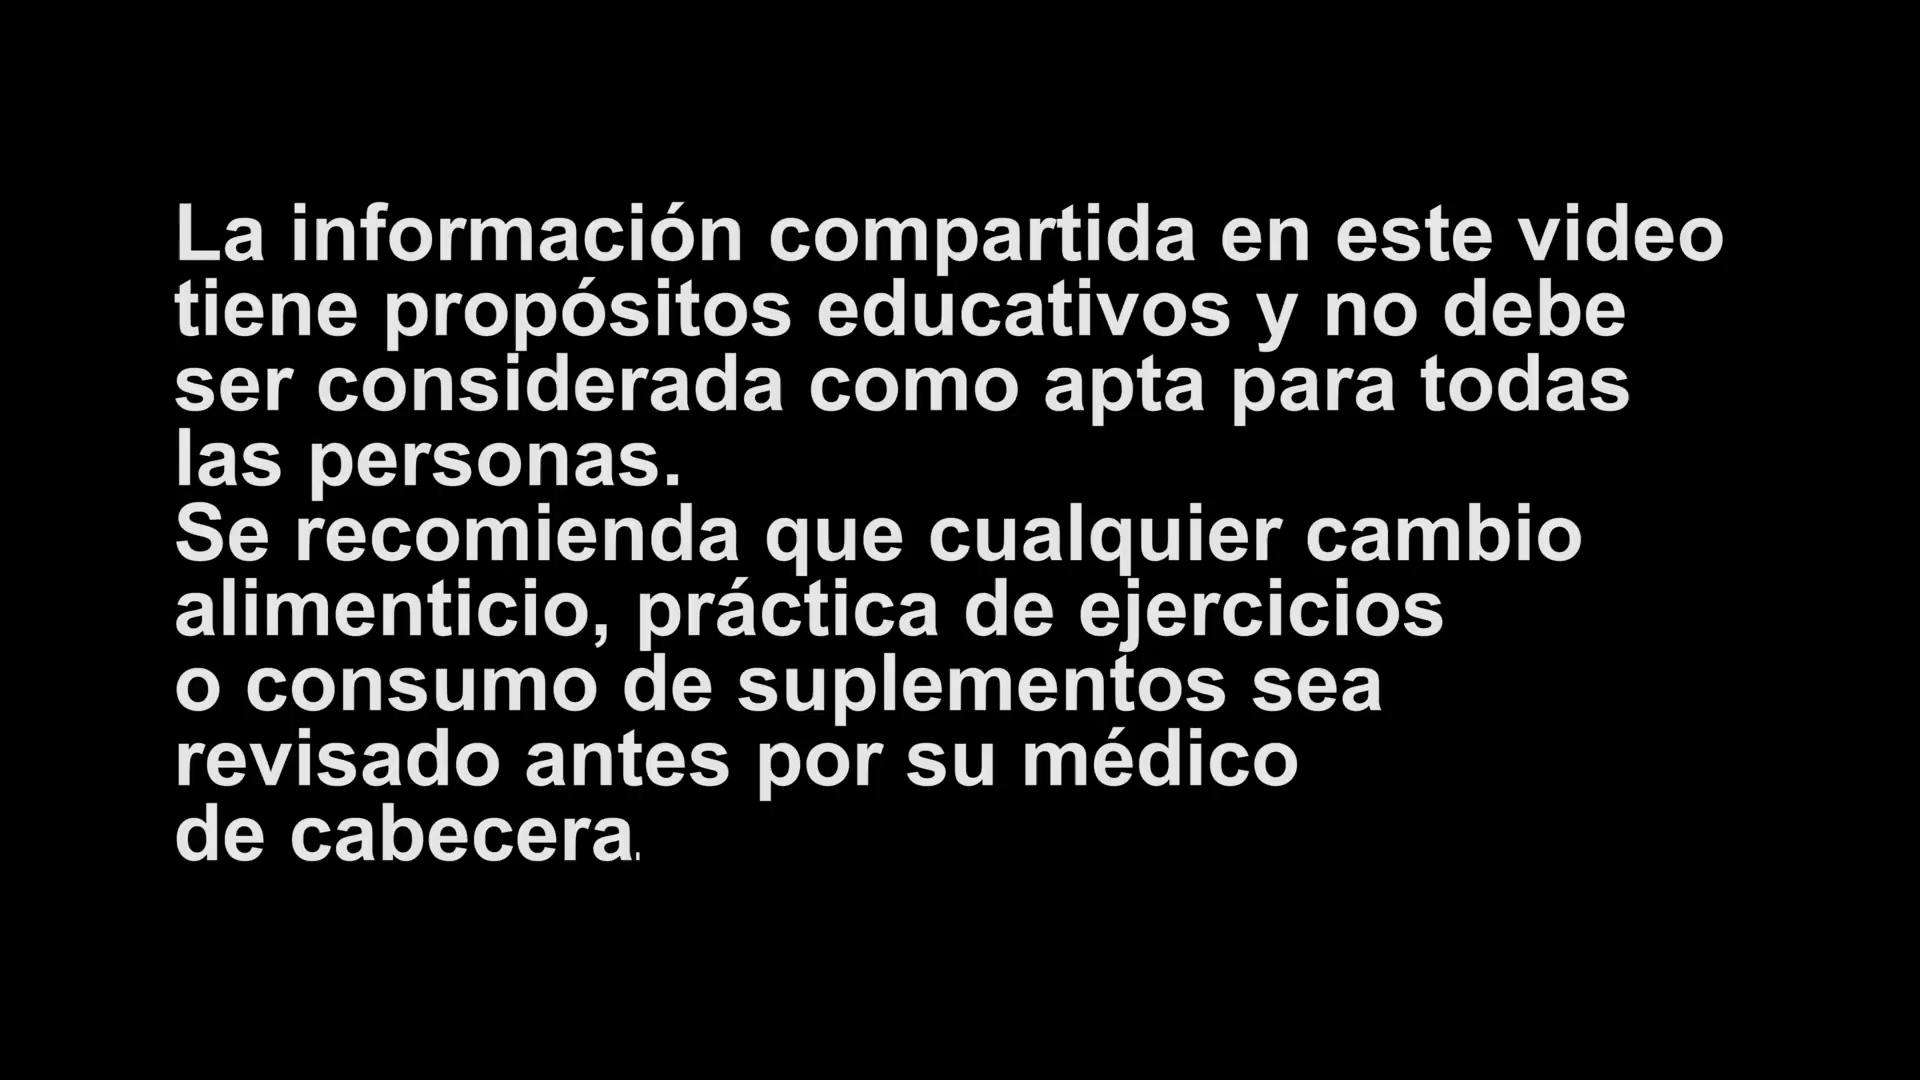 La información compartida en este video
tiene propósitos educativos y no debe
ser considerada como apta para todas
las personas.
Se recomienda que cualquier cambio
alimenticio, práctica de ejercicios
o consumo de suplementos sea
revisado antes por su médico
de cabecera.